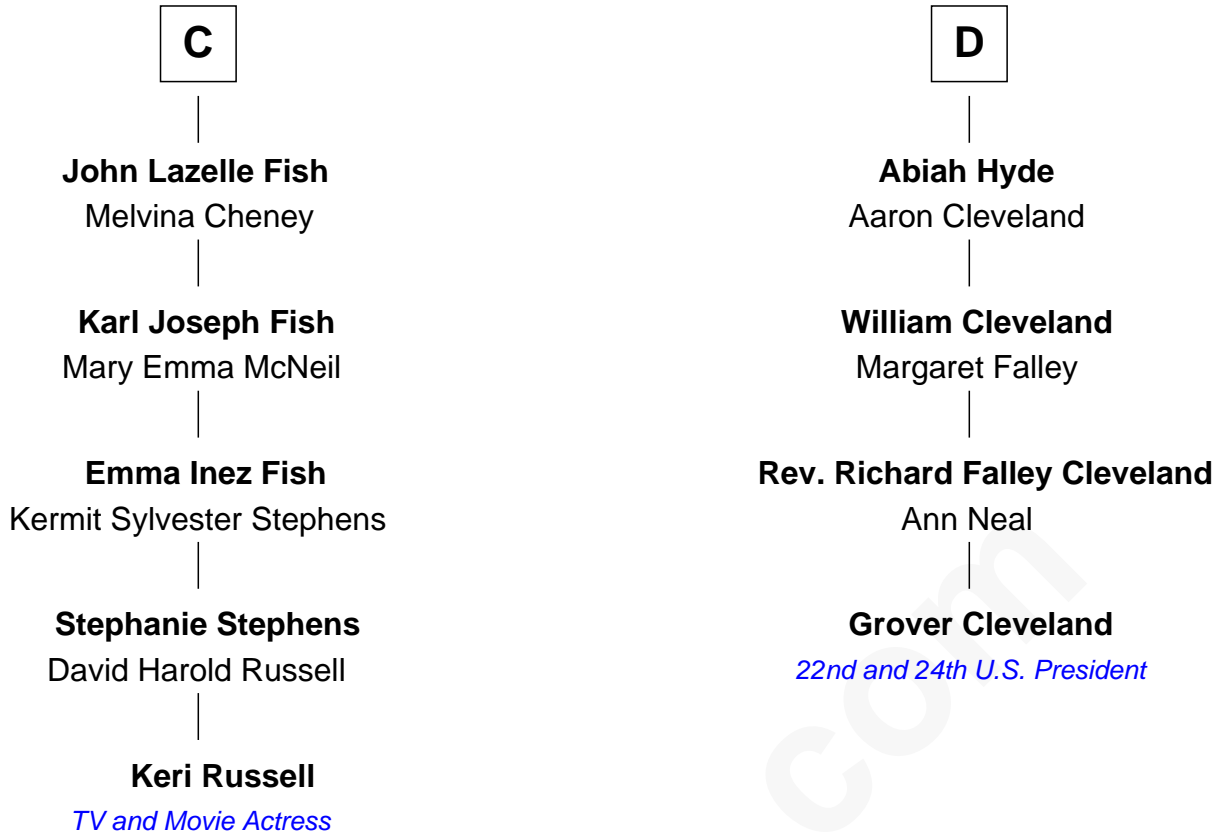 C
John Lazelle Fish
Melvina Cheney
Karl Joseph Fish
Mary Emma McNeil
Emma Inez Fish
Kermit Sylvester Stephens
Stephanie Stephens
David Harold Russell
Keri Russell
TV and Movie Actress
D
Abiah Hyde
Aaron Cleveland
William Cleveland
Margaret Falley
Rev. Richard Falley Cleveland
Ann Neal
Grover Cleveland
22nd and 24th U.S. President
com